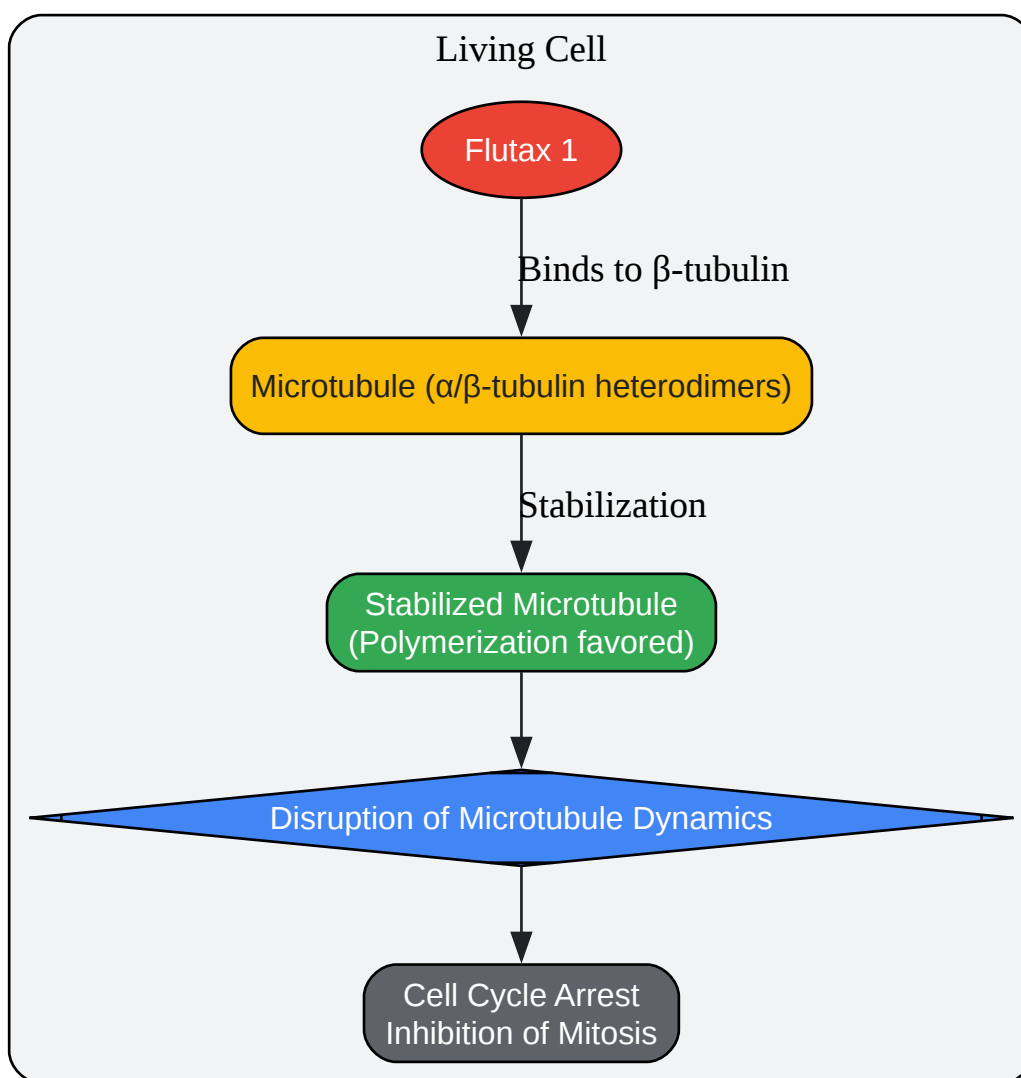 Living Cell
Flutax 1
Binds to β-tubulin
Microtubule (α/β-tubulin heterodimers)
Stabilization
Stabilized Microtubule
(Polymerization favored)
Disruption of Microtubule Dynamics
Cell Cycle Arrest
Inhibition of Mitosis